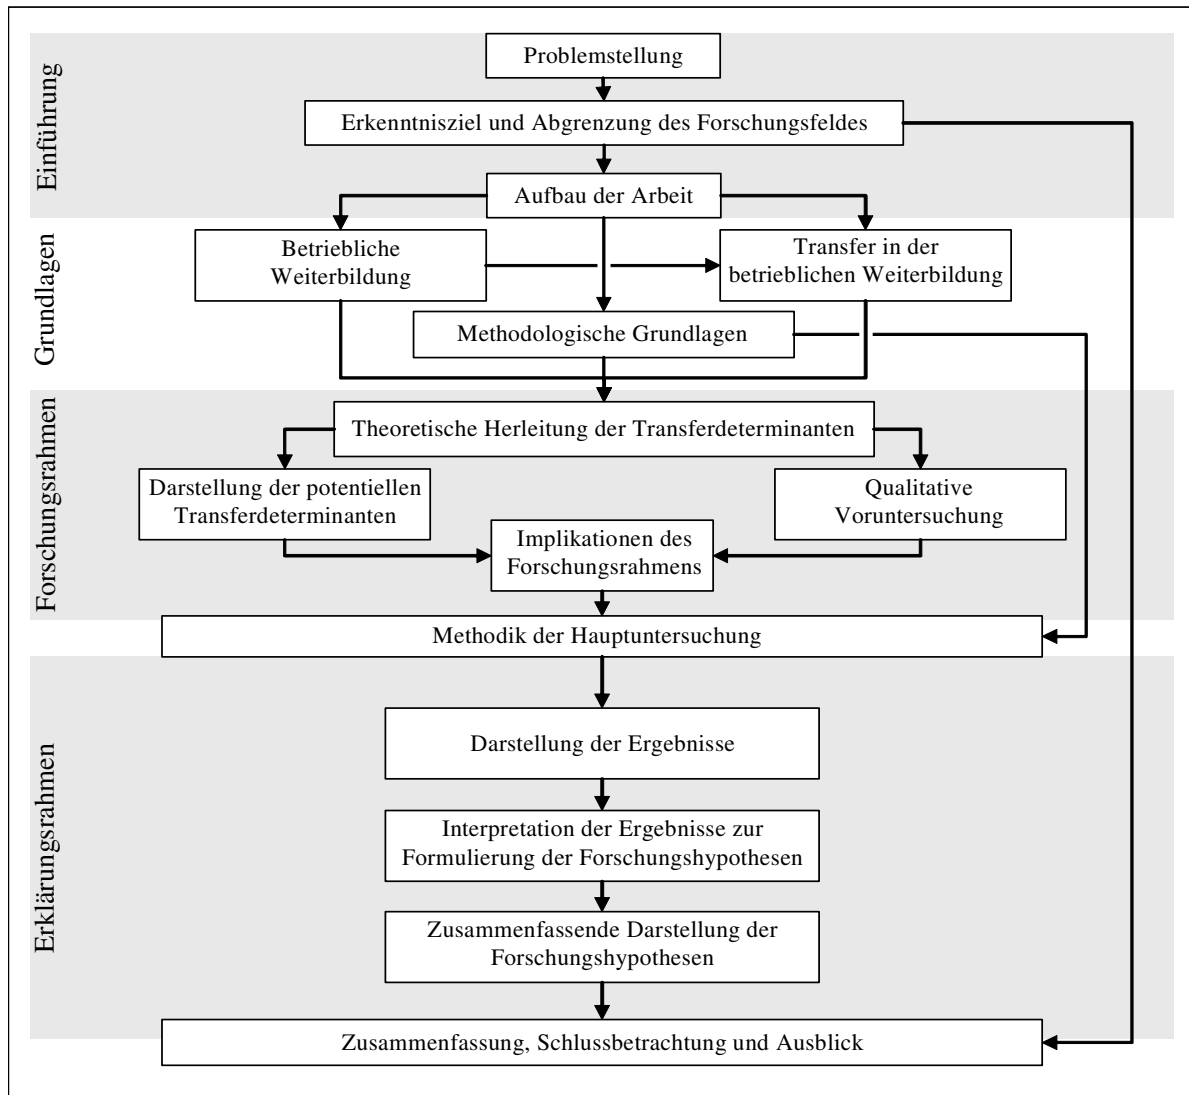 Einführung
Problemstellung
Erkenntnisziel und Abgrenzung des Forschungsfeldes
Aufbau der Arbeit
Grundlagen
Betriebliche
Weiterbildung
Transfer in der
betrieblichen Weiterbildung
Methodologische Grundlagen
Forschungsrahmen
Theoretische Herleitung der Transferdeterminanten
Darstellung der potentiellen
Transferdeterminanten
Qualitative
Voruntersuchung
Implikationen des
Forschungsrahmens
Methodik der Hauptuntersuchung
Erklärungsrahmen
Darstellung der Ergebnisse
Interpretation der Ergebnisse zur
Formulierung der Forschungshypothesen
Zusammenfassende Darstellung der
Forschungshypothesen
Zusammenfassung, Schlussbetrachtung und Ausblick